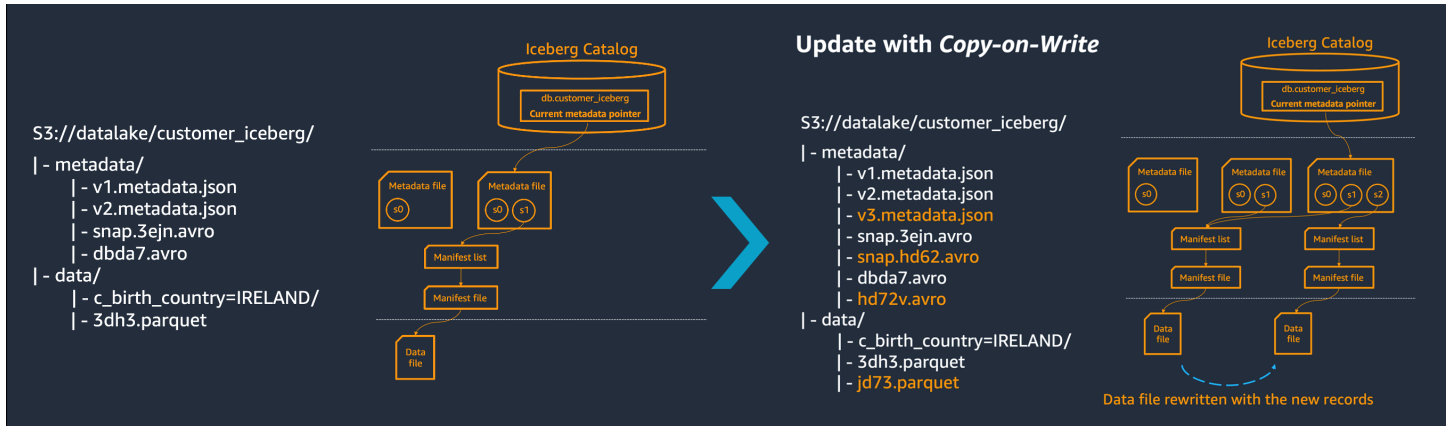 Iceberg Catalog
db.customer_iceberg
Current metadata pointer
S3://datalake/customer_iceberg/
|- metadata/
|- v1.metadata.json
|- v2.metadata.json
|- snap.3ejn.avro
|- dbda7.avro
|- data/
|- c_birth_country=IRELAND/
|- 3dh3.parquet
Metadata file
s0
Metadata file
s0 s1
Manifest list
Manifest file
Data
file
Update with Copy-on-Write
Iceberg Catalog
db.customer_iceberg
Current metadata pointer
S3://datalake/customer_iceberg/
|- metadata/
|- v1.metadata.json
|- v2.metadata.json
|- v3.metadata.json
|- snap.3ejn.avro
|- snap.hd62.avro
|- dbda7.avro
|- hd72v.avro
|- data/
|- c_birth_country=IRELAND/
|- 3dh3.parquet
|- jd73.parquet
Metadata file
s0
Metadata file
s0 s1
Metadata file
s0 s1 s2
Manifest list
Manifest list
Manifest file
Manifest file
Data
file
Data
file
Data file rewritten with the new records